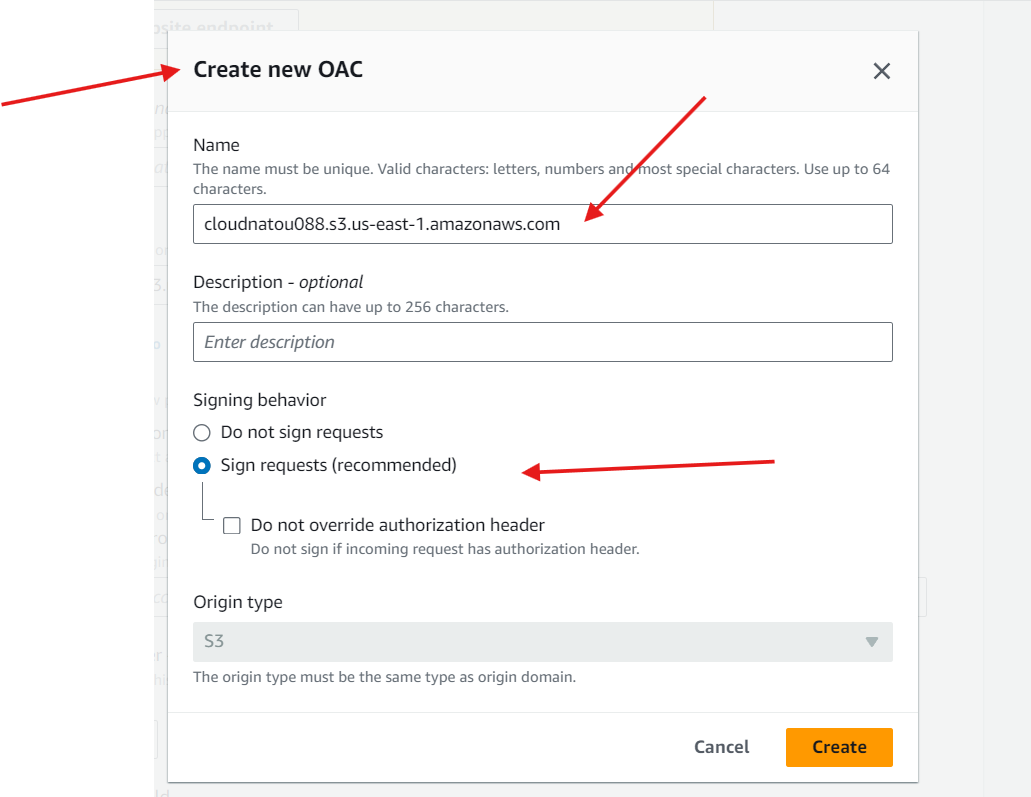 bsite endpoint
Create new OAC
Name
The name must be unique. Valid characters: letters, numbers and most special characters. Use up to 64
characters.
cloudnatou088.s3.us-east-1.amazonaws.com
Description - optional
The description can have up to 256 characters.
Enter description
Signing behavior
Do not sign requests
Sign requests (recommended)
Do not override authorization header
Do not sign if incoming request has authorization header.
Origin type
S3
The origin type must be the same type as origin domain.
Cancel
Create